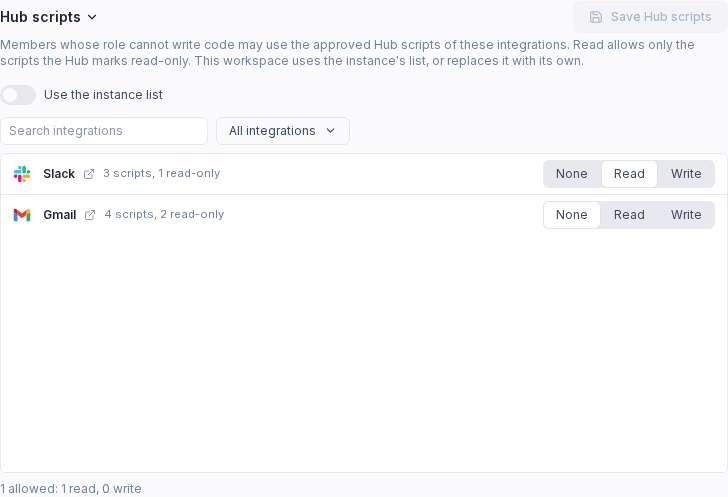 Hub scripts
Save Hub scripts
Members whose role cannot write code may use the approved Hub scripts of these integrations. Read allows only the
scripts the Hub marks read-only. This workspace uses the instance's list, or replaces it with its own.
Use the instance list
Search integrations
All integrations
Slack 3 scripts, 1 read-only None Read Write
Gmail 4 scripts, 2 read-only None Read Write
1 allowed: 1 read, 0 write